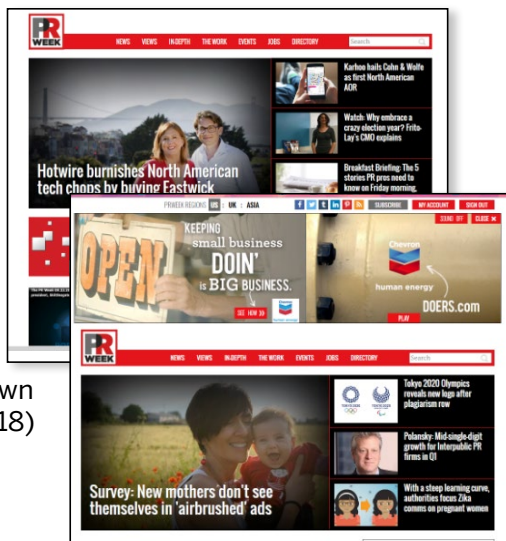 PR
WEEK
NEWS VIEWS IN-DEPTH THE WORK EVENTS JOBS DIRECTORY Search
Hotwire burnishes North American
tech chops by buying Eastwick
Karhoo hails Cohn & Wolfe
as first North American
AOR
Watch: Why embrace a
crazy election year? Frito-
Lay's CMO explains
Breakfast Briefing: The 5
stories PR pros need to
know on Friday morning,
own
18)
PRWEEK REGIONS US : UK : ASIA SUBSCRIBE MY ACCOUNT SIGN OUT
SOUND OFF CLOSE X
OPEN
KEEPING
small business
DOIN'
is BIG BUSINESS.
SEE HOW >>
Chevron
human energy
DOERS.com
PLAY
PR
WEEK
NEWS VIEWS IN-DEPTH THE WORK EVENTS JOBS DIRECTORY Search
Survey: New mothers don't see
themselves in 'airbrushed' ads
Tokyo 2020 Olympics
reveals new logo after
plagiarism row
Polansky: Mid-single-digit
growth for Interpublic PR
firms in Q1
With a steep learning curve,
authorities focus Zika
comms on pregnant women